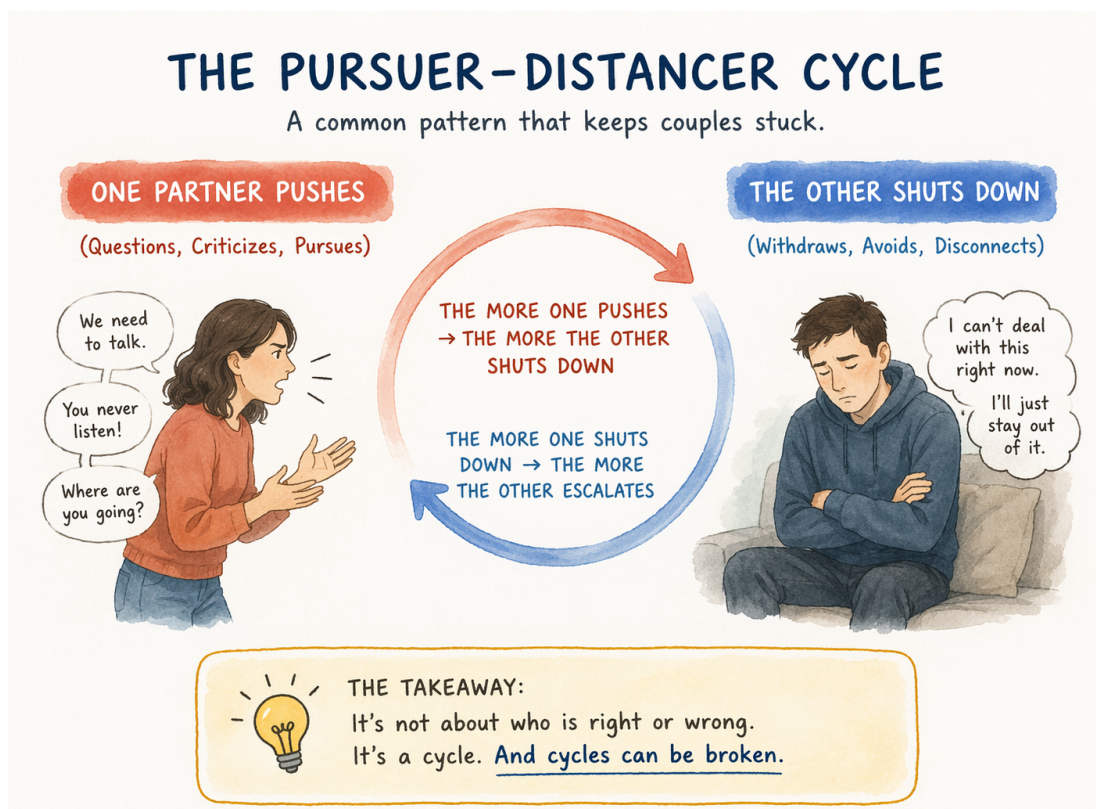 THE PURSUER–DISTANCER CYCLE
A common pattern that keeps couples stuck.
ONE PARTNER PUSHES
(Questions, Criticizes, Pursues)
We need
to talk.
You never
listen!
Where are
you going?
THE MORE ONE PUSHES
→ THE MORE THE OTHER
SHUTS DOWN
THE MORE ONE SHUTS
DOWN → THE MORE
THE OTHER ESCALATES
THE OTHER SHUTS DOWN
(Withdraws, Avoids, Disconnects)
I can't deal
with this
right now.
I'll just
stay out
of it.
THE TAKEAWAY:
It's not about who is right or wrong.
It's a cycle. And cycles can be broken.